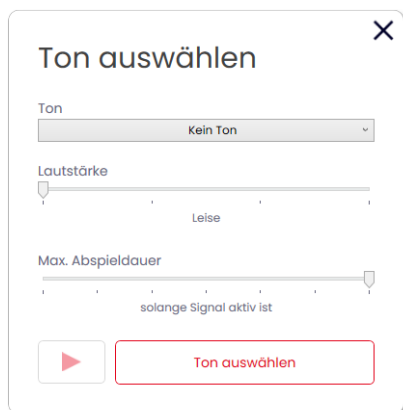 Ton auswählen
Ton
Kein Ton
Lautstärke
Leise
Max. Abspieldauer
solange Signal aktiv ist
Ton auswählen